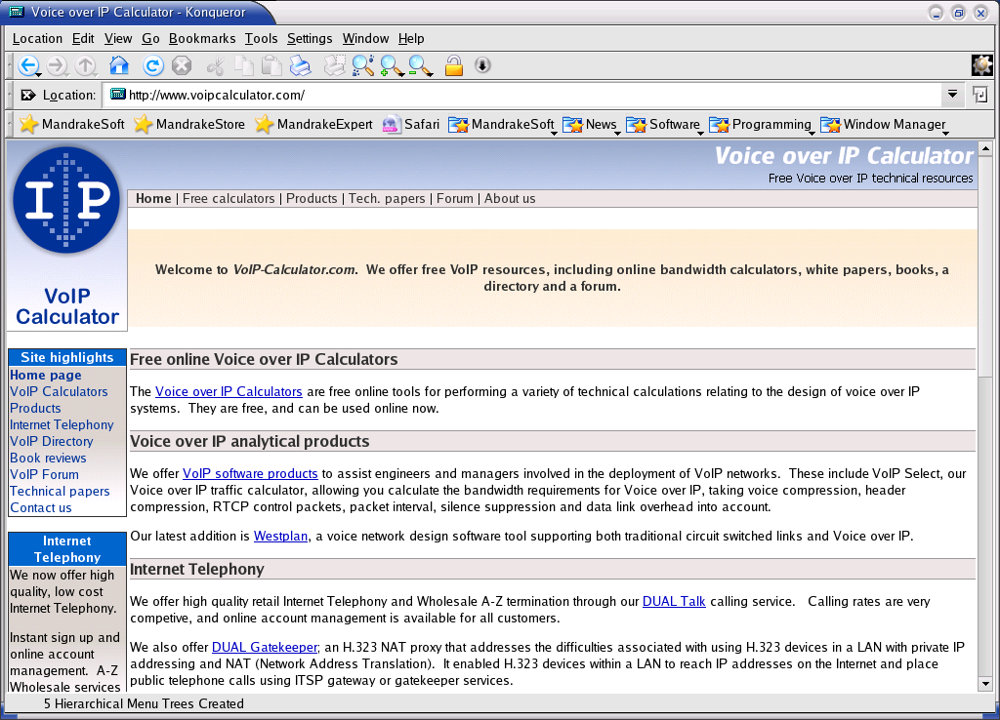 Voice over IP Calculator - Konqueror
Location Edit View Go Bookmarks Tools Settings Window Help
Location: http://www.voipcalculator.com/
MandrakeSoft MandrakeStore MandrakeExpert Safari MandrakeSoft News Software Programming Window Manager
Voice over IP Calculator
Free Voice over IP technical resources
IP
VoIP
Calculator
Home | Free calculators | Products | Tech. papers | Forum | About us
Welcome to VoIP-Calculator.com. We offer free VoIP resources, including online bandwidth calculators, white papers, books, a
directory and a forum.
Site highlights
Home page
VoIP Calculators
Products
Internet Telephony
VoIP Directory
Book reviews
VoIP Forum
Technical papers
Contact us
Internet
Telephony
We now offer high
quality, low cost
Internet Telephony.
Instant sign up and
online account
management. A-Z
Wholesale services
Free online Voice over IP Calculators
The Voice over IP Calculators are free online tools for performing a variety of technical calculations relating to the design of voice over IP
systems. They are free, and can be used online now.
Voice over IP analytical products
We offer VoIP software products to assist engineers and managers involved in the deployment of VoIP networks. These include VoIP Select, our
Voice over IP traffic calculator, allowing you calculate the bandwidth requirements for Voice over IP, taking voice compression, header
compression, RTCP control packets, packet interval, silence suppression and data link overhead into account.
Our latest addition is Westplan, a voice network design software tool supporting both traditional circuit switched links and Voice over IP.
Internet Telephony
We offer high quality retail Internet Telephony and Wholesale A-Z termination through our DUAL Talk calling service. Calling rates are very
competive, and online account management is available for all customers.
We also offer DUAL Gatekeeper; an H.323 NAT proxy that addresses the difficulties associated with using H.323 devices in a LAN with private IP
addressing and NAT (Network Address Translation). It enabled H.323 devices within a LAN to reach IP addresses on the Internet and place
public telephone calls using ITSP gateway or gatekeeper services.
5 Hierarchical Menu Trees Created